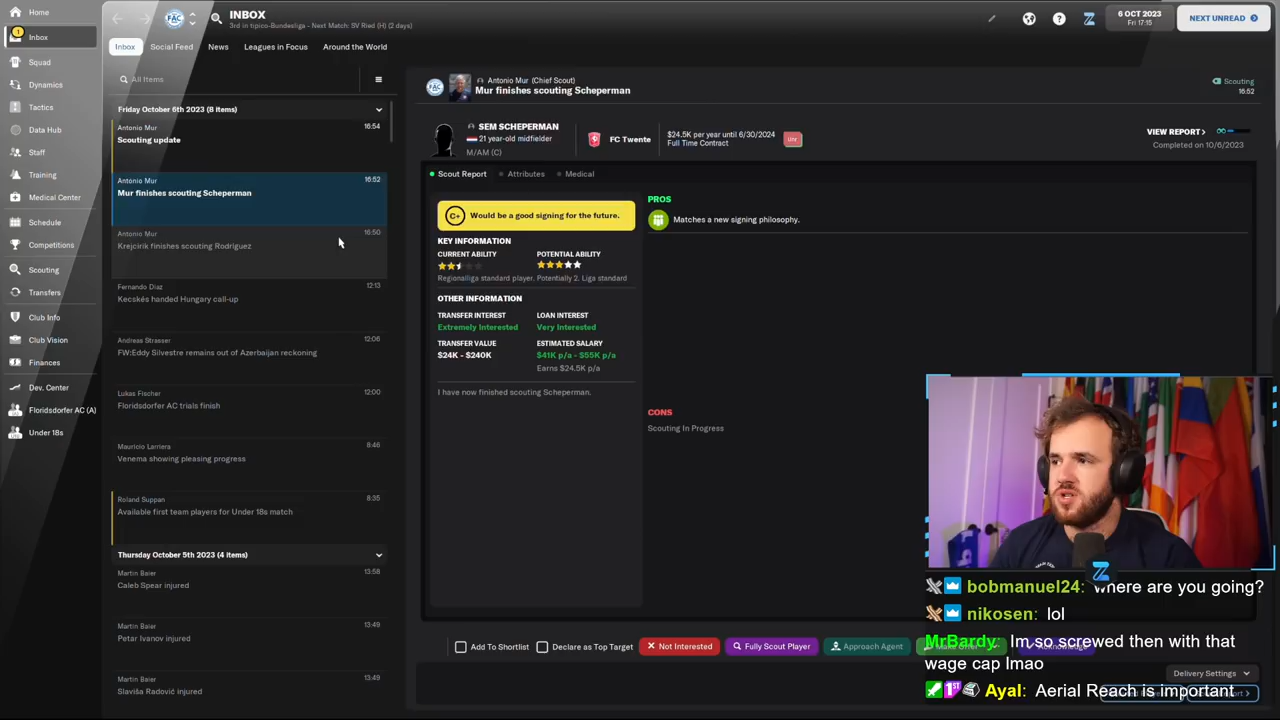 Home
Inbox
Squad
Dynamics
Tactics
Data Hub
Staff
Training
Medical Center
Schedule
Competitions
Scouting
Transfers
Club Info
Club Vision
Finances
Dev. Center
Floridsdorfer AC (A)
Under 18s
FAC
INBOX
3rd in tipico-Bundesliga - Next Match: SV Ried (H) (2 days)
6 OCT 2023
Fri 17:15
NEXT UNREAD
Inbox
Social Feed
News
Leagues in Focus
Around the World
All Items
Friday October 6th 2023 (8 items)
Antonio Mur
16:54
Scouting update
Antonio Mur
16:52
Mur finishes scouting Scheperman
Antonio Mur
16:50
Krejcirik finishes scouting Rodriguez
Fernando Diaz
12:13
Kecskés handed Hungary call-up
Andreas Strasser
12:06
FW:Eddy Silvestre remains out of Azerbaijan reckoning
Lukas Fischer
12:00
Floridsdorfer AC trials finish
Mauricio Larriera
8:46
Venema showing pleasing progress
Roland Suppan
8:35
Available first team players for Under 18s match
Thursday October 5th 2023 (4 items)
Martin Baier
13:58
Caleb Spear injured
Martin Baier
13:49
Petar Ivanov injured
Martin Baier
13:49
Slaviša Radović injured
FAC
Antonio Mur (Chief Scout)
Mur finishes scouting Scheperman
Scouting
16:52
SEM SCHEPERMAN
21 year-old midfielder
M/AM (C)
FC Twente
$24.5K per year until 6/30/2024
Full Time Contract
VIEW REPORT
Completed on 10/6/2023
Scout Report
Attributes
Medical
C+
Would be a good signing for the future.
KEY INFORMATION
CURRENT ABILITY
POTENTIAL ABILITY
Regionalliga standard player.
Potentially 2. Liga standard
OTHER INFORMATION
TRANSFER INTEREST
LOAN INTEREST
Extremely Interested
Very Interested
TRANSFER VALUE
ESTIMATED SALARY
$24K - $240K
$41K p/a - $55K p/a
Earns $24.5K p/a
I have now finished scouting Scheperman.
PROS
Matches a new signing philosophy.
CONS
Scouting In Progress
Add To Shortlist
Declare as Top Target
Not Interested
Fully Scout Player
Approach Agent
Delivery Settings
bobmanuel24: where are you going?
nikosen: lol
MrBardy: Im so screwed then with that
wage cap lmao
1ST
Ayal: Aerial Reach is important